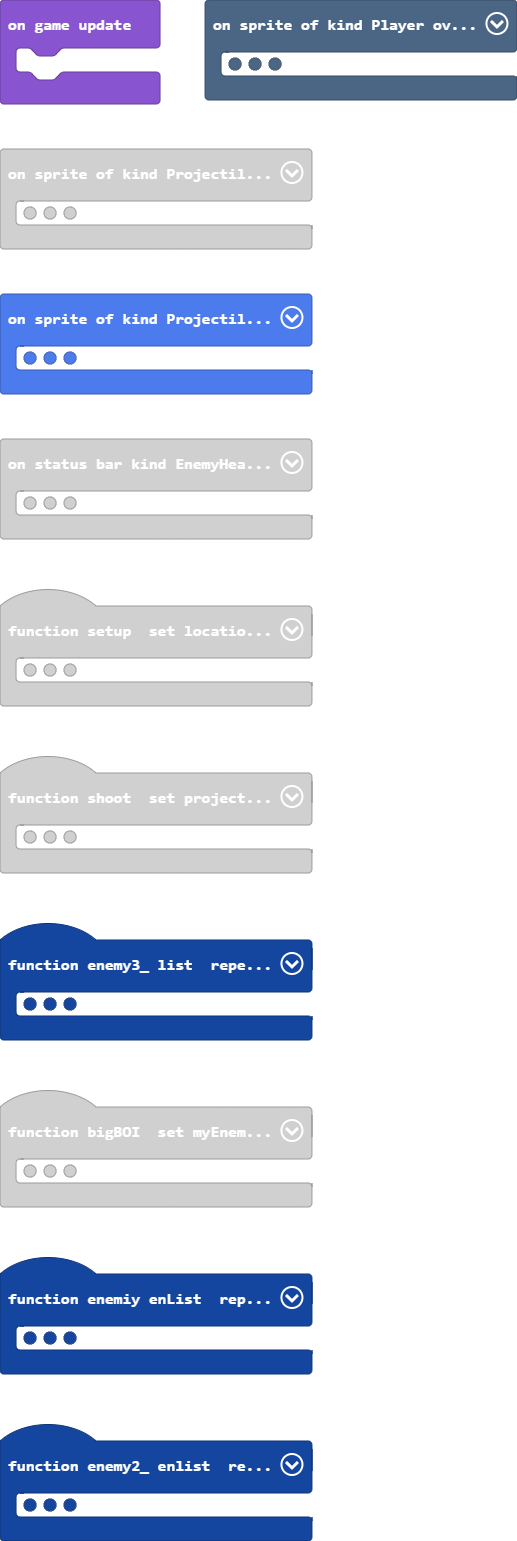 on game update
on sprite of kind Player ov...
on sprite of kind Projectil...
on sprite of kind Projectil...
on status bar kind EnemyHea...
function setup set locatio...
function shoot set project...
function enemy3_ list repe...
function bigBOI set myEnem...
function enemiy enList rep...
function enemy2_ enlist re...